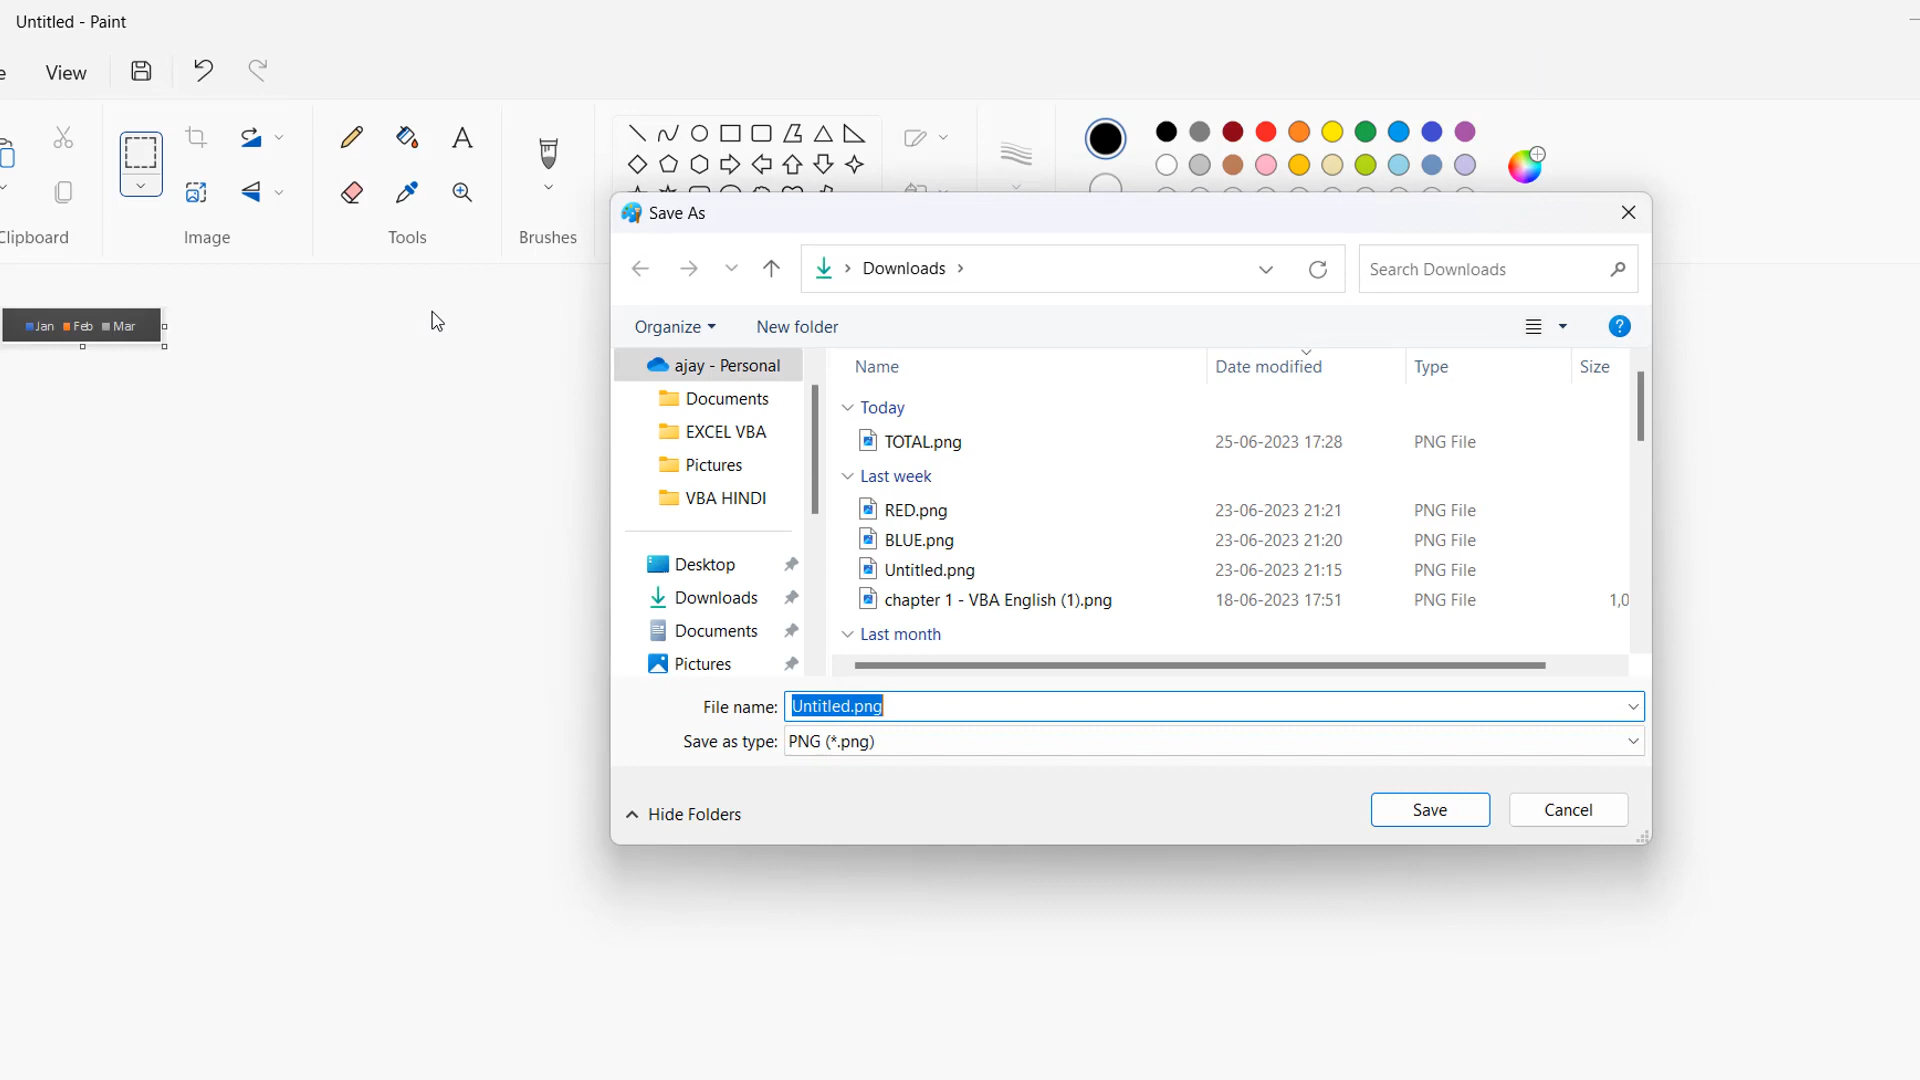 Untitled - Paint
e View
Clipboard Image Tools Brushes
Jan Feb Mar
Save As
Downloads
Search Downloads
Organize New folder
ajay - Personal
Documents
EXCEL VBA
Pictures
VBA HINDI
Desktop
Downloads
Documents
Pictures
Name Date modified Type Size
Today
TOTAL.png 25-06-2023 17:28 PNG File
Last week
RED.png 23-06-2023 21:21 PNG File
BLUE.png 23-06-2023 21:20 PNG File
Untitled.png 23-06-2023 21:15 PNG File
chapter 1 - VBA English (1).png 18-06-2023 17:51 PNG File 1,0
Last month
File name: Untitled.png
Save as type: PNG (*.png)
Hide Folders
Save Cancel